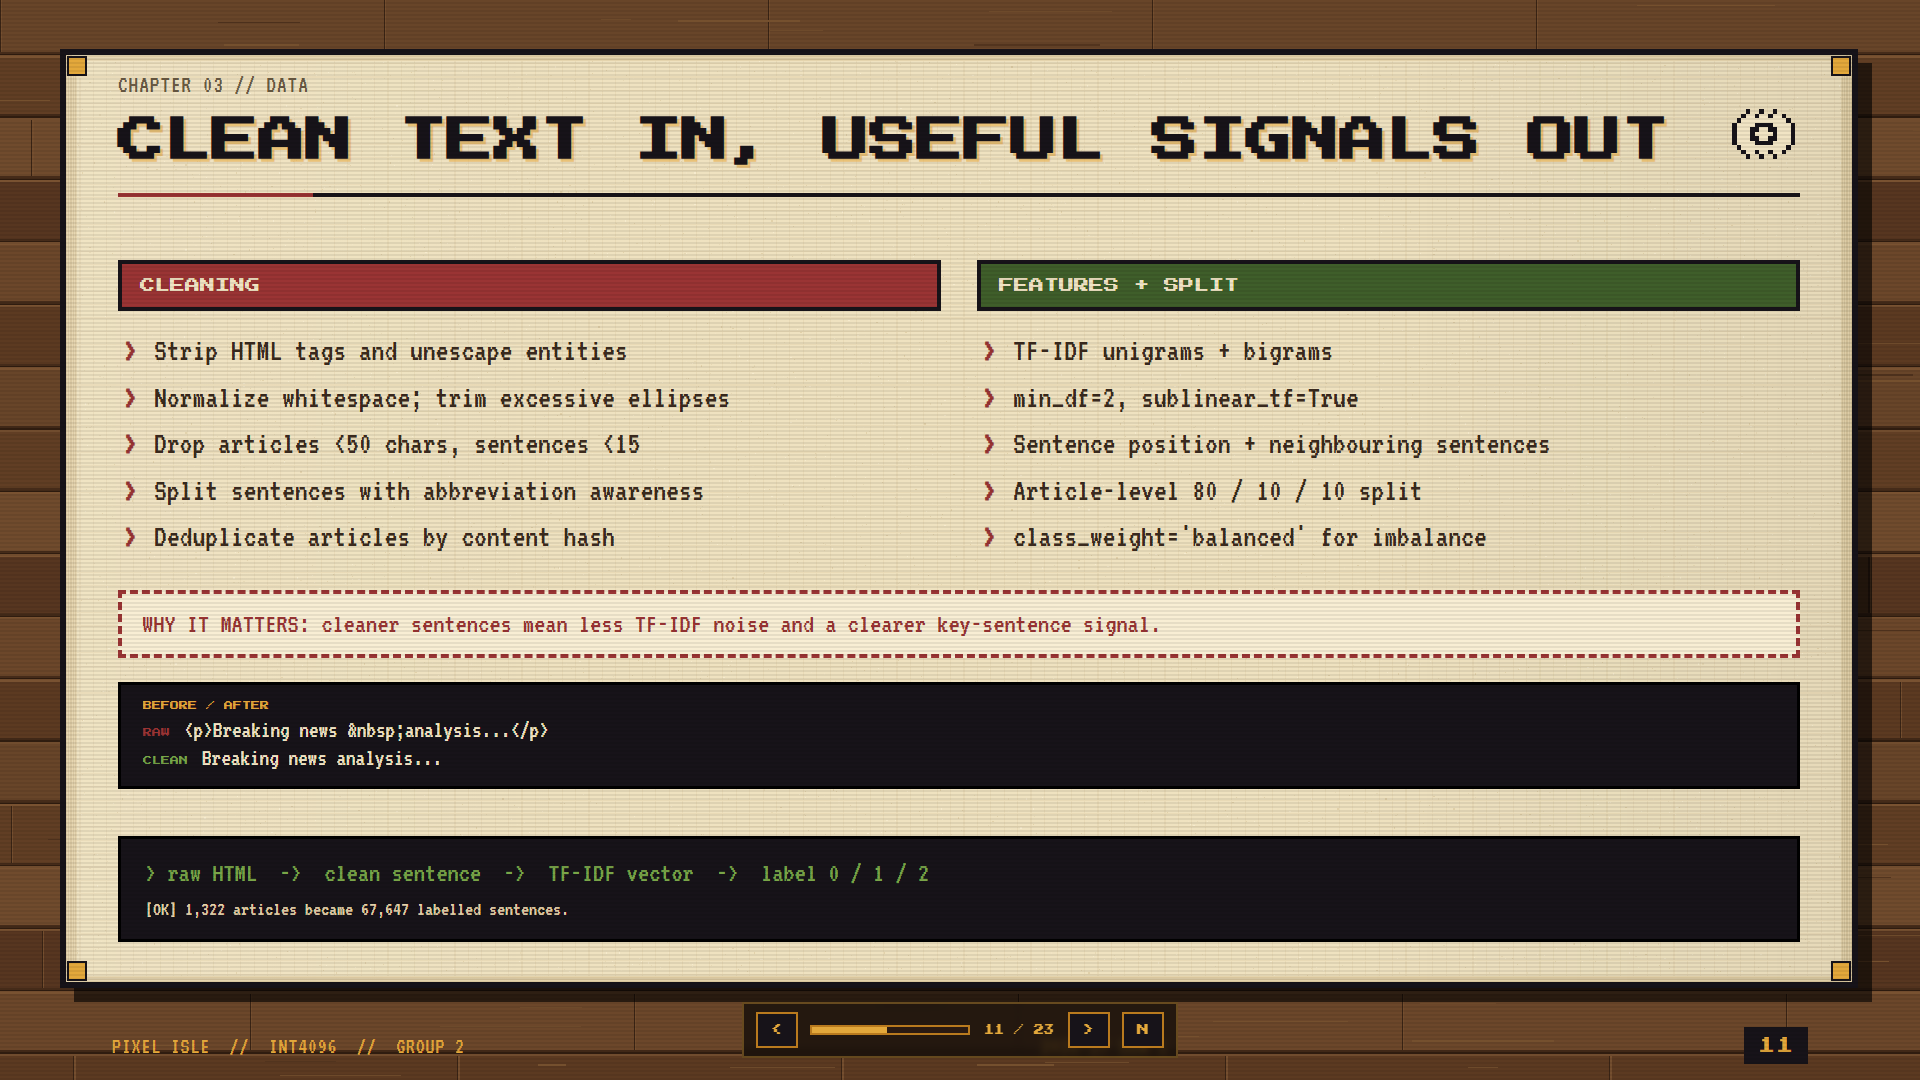 CHAPTER 03 // DATA
CLEAN TEXT IN, USEFUL SIGNALS OUT
CLEANING
❯ Strip HTML tags and unescape entities
❯ Normalize whitespace; trim excessive ellipses
❯ Drop articles <50 chars, sentences <15
❯ Split sentences with abbreviation awareness
❯ Deduplicate articles by content hash
FEATURES + SPLIT
❯ TF-IDF unigrams + bigrams
❯ min_df=2, sublinear_tf=True
❯ Sentence position + neighbouring sentences
❯ Article-level 80 / 10 / 10 split
❯ class_weight='balanced' for imbalance
WHY IT MATTERS: cleaner sentences mean less TF-IDF noise and a clearer key-sentence signal.
BEFORE / AFTER
RAW <p>Breaking news &nbsp;analysis...</p>
CLEAN Breaking news analysis...
> raw HTML -> clean sentence -> TF-IDF vector -> label 0 / 1 / 2
[OK] 1,322 articles became 67,647 labelled sentences.
PIXEL ISLE // INT4096 // GROUP 2
< 11 / 23 > N
11